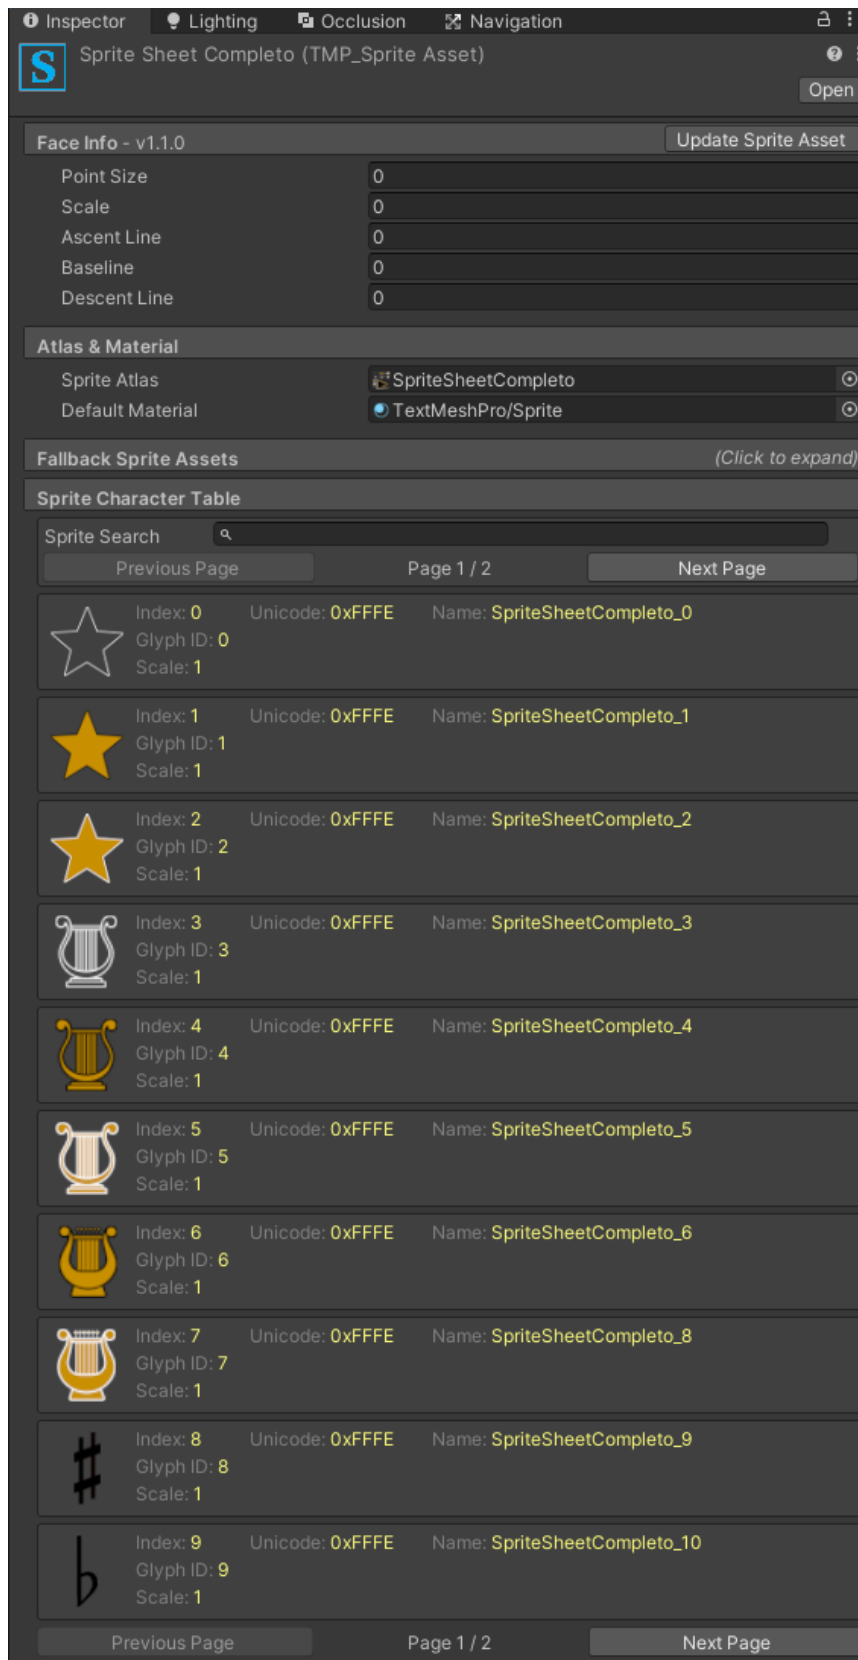 Inspector Lighting Occlusion Navigation
S Sprite Sheet Completo (TMP_Sprite Asset)
Open
Face Info - v1.1.0 Update Sprite Asset
Point Size 0
Scale 0
Ascent Line 0
Baseline 0
Descent Line 0
Atlas & Material
Sprite Atlas SpriteSheetCompleto
Default Material TextMeshPro/Sprite
Fallback Sprite Assets (Click to expand)
Sprite Character Table
Sprite Search
Previous Page Page 1 / 2 Next Page
Index: 0 Unicode: 0xFFFE Name: SpriteSheetCompleto_0
Glyph ID: 0
Scale: 1
Index: 1 Unicode: 0xFFFE Name: SpriteSheetCompleto_1
Glyph ID: 1
Scale: 1
Index: 2 Unicode: 0xFFFE Name: SpriteSheetCompleto_2
Glyph ID: 2
Scale: 1
Index: 3 Unicode: 0xFFFE Name: SpriteSheetCompleto_3
Glyph ID: 3
Scale: 1
Index: 4 Unicode: 0xFFFE Name: SpriteSheetCompleto_4
Glyph ID: 4
Scale: 1
Index: 5 Unicode: 0xFFFE Name: SpriteSheetCompleto_5
Glyph ID: 5
Scale: 1
Index: 6 Unicode: 0xFFFE Name: SpriteSheetCompleto_6
Glyph ID: 6
Scale: 1
Index: 7 Unicode: 0xFFFE Name: SpriteSheetCompleto_8
Glyph ID: 7
Scale: 1
Index: 8 Unicode: 0xFFFE Name: SpriteSheetCompleto_9
Glyph ID: 8
Scale: 1
Index: 9 Unicode: 0xFFFE Name: SpriteSheetCompleto_10
Glyph ID: 9
Scale: 1
Previous Page Page 1 / 2 Next Page